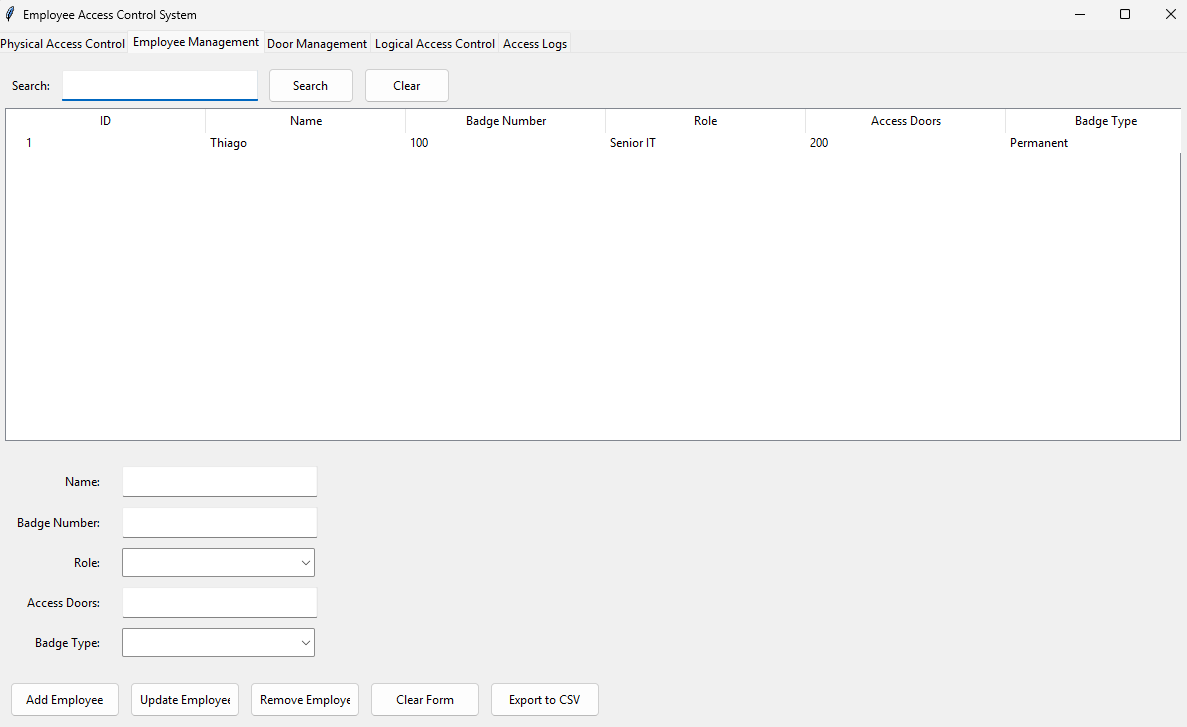 Employee Access Control System
Physical Access Control Employee Management Door Management Logical Access Control Access Logs
Search: Search Clear
ID Name Badge Number Role Access Doors Badge Type
1 Thiago 100 Senior IT 200 Permanent
Name:
Badge Number:
Role:
Access Doors:
Badge Type:
Add Employee Update Employee Remove Employe Clear Form Export to CSV